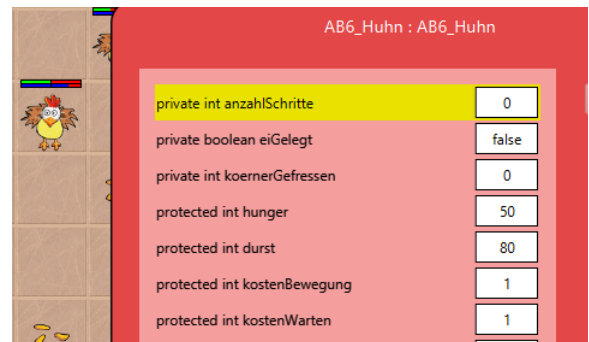 AB6_Huhn : AB6_Huhn
private int anzahlSchritte 0
private boolean eiGelegt false
private int koernerGefressen 0
protected int hunger 50
protected int durst 80
protected int kostenBewegung 1
protected int kostenWarten 1